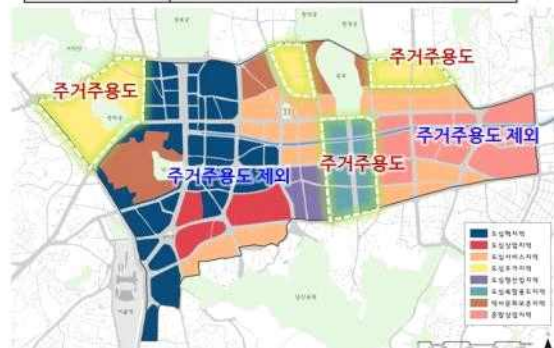 주거주용도
주거주용도
주거주용도 제외
주거주용도
주거주용도 제외
도심핵지역
도심상업지역
도심서비스지역
도심주거지역
도심형산업지역
도심복합용도지역
역사문화보존지역
혼합상업지역